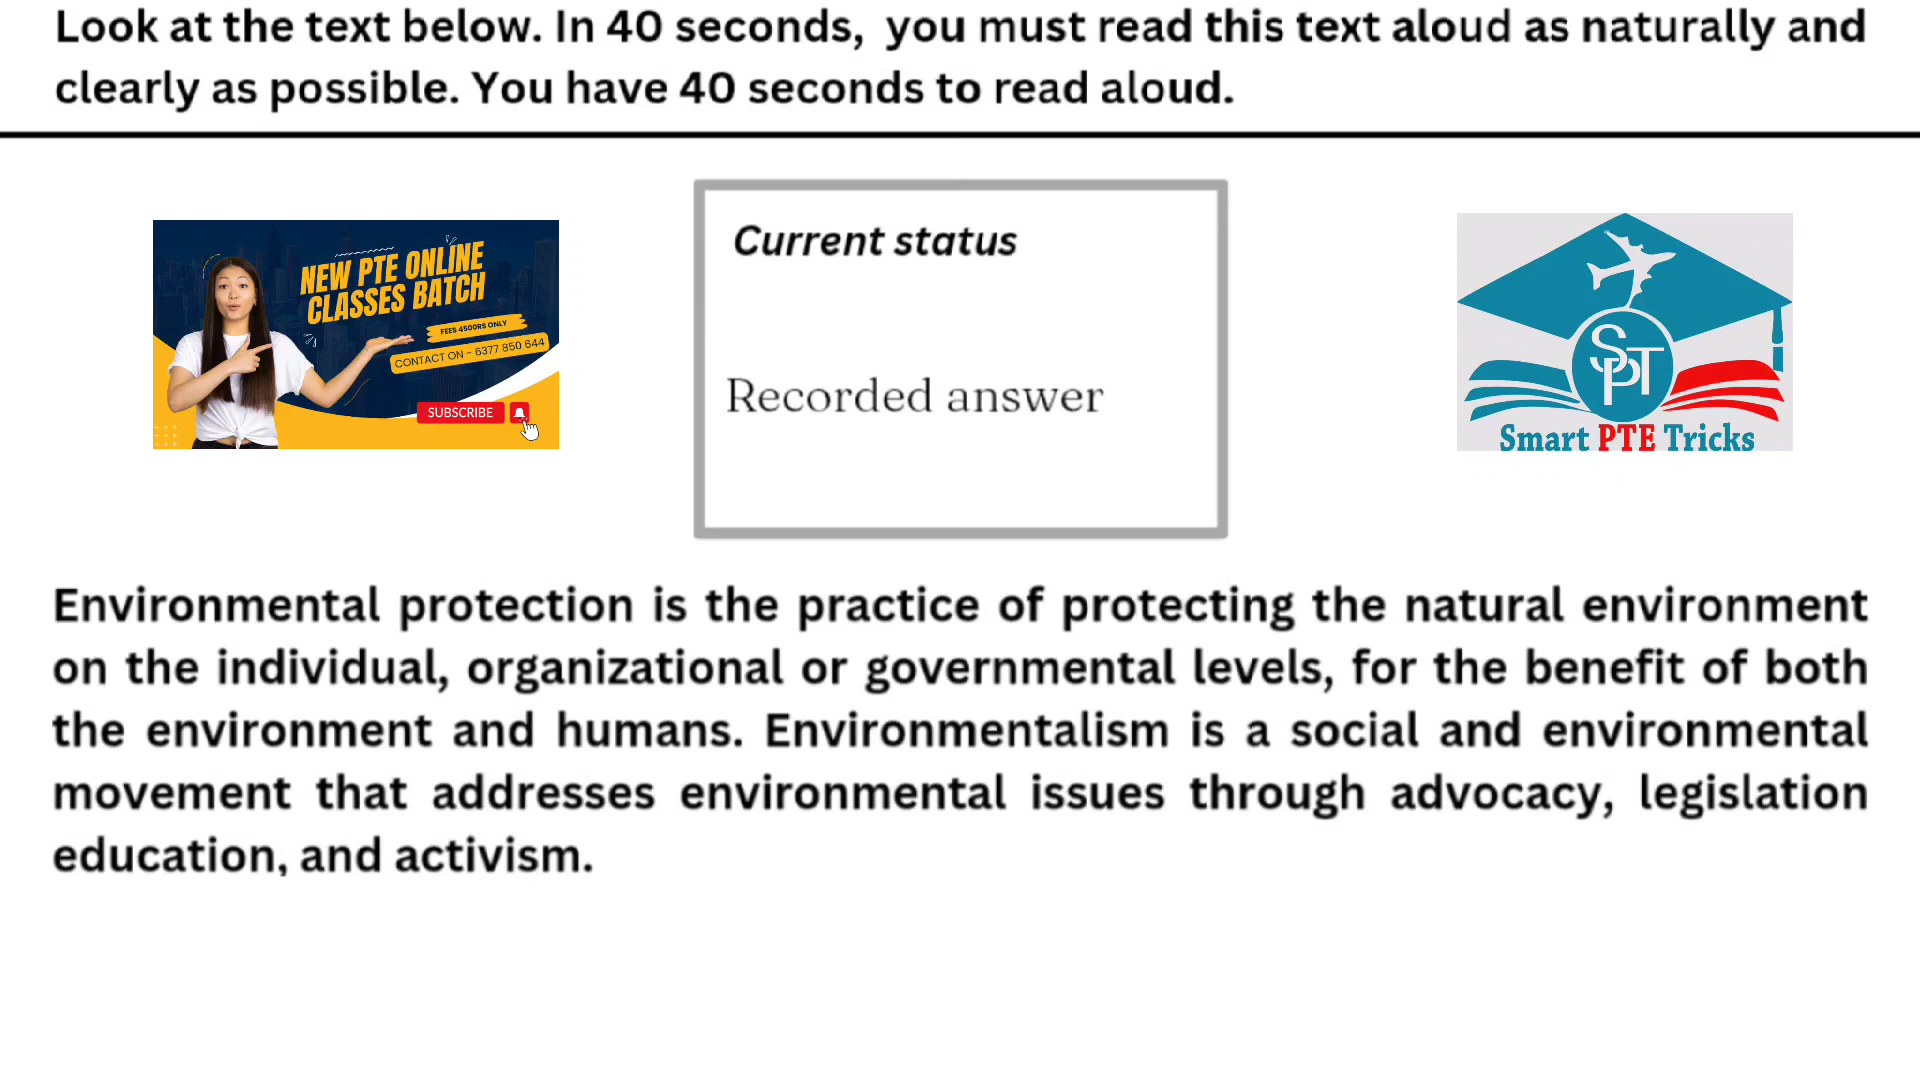 Look at the text below. In 40 seconds, you must read this text aloud as naturally and
clearly as possible. You have 40 seconds to read aloud.
NEW PTE ONLINE
CLASSES BATCH
FEES 4500RS ONLY
CONTACT ON - 6377 850 644
SUBSCRIBE
Current status
Recorded answer
SPT
Smart PTE Tricks
Environmental protection is the practice of protecting the natural environment
on the individual, organizational or governmental levels, for the benefit of both
the environment and humans. Environmentalism is a social and environmental
movement that addresses environmental issues through advocacy, legislation
education, and activism.